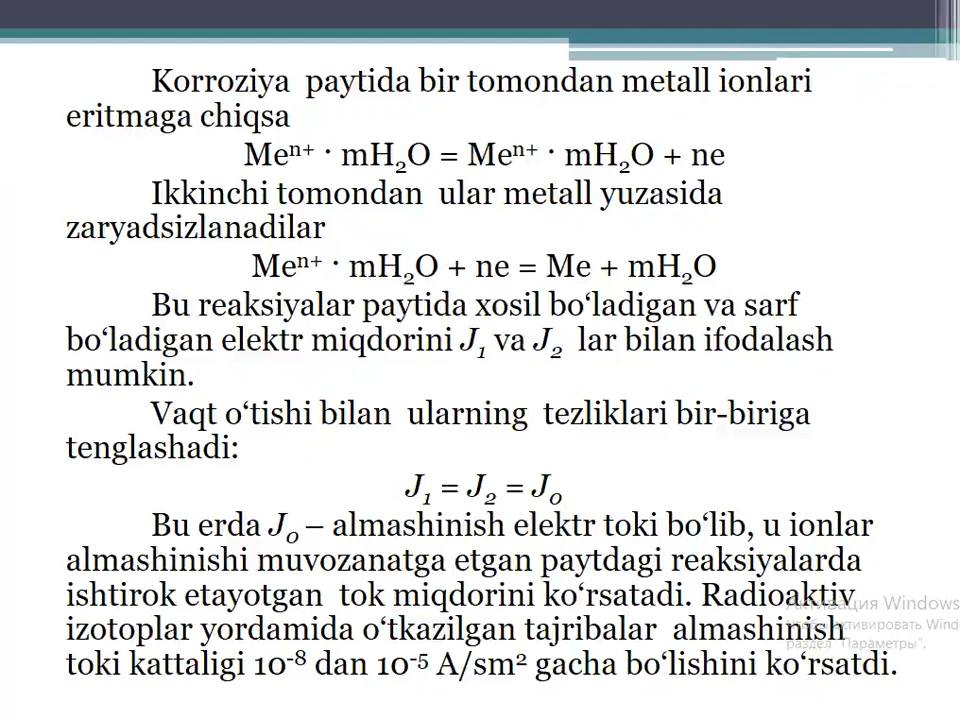 Korroziya paytida bir tomondan metall ionlari
eritmaga chiqsa
Meⁿ⁺ · mH₂O = Meⁿ⁺ · mH₂O + ne
Ikkinchi tomondan ular metall yuzasida
zaryadsizlanadilar
Meⁿ⁺ · mH₂O + ne = Me + mH₂O
Bu reaksiyalar paytida xosil bo‘ladigan va sarf
bo‘ladigan elektr miqdorini J₁ va J₂ lar bilan ifodalash
mumkin.
Vaqt o‘tishi bilan ularning tezliklari bir-biriga
tenglashadi:
J₁ = J₂ = J₀
Bu erda J₀ – almashinish elektr toki bo‘lib, u ionlar
almashinishi muvozanatga etgan paytdagi reaksiyalarda
ishtirok etayotgan tok miqdorini ko‘rsatadi. Radioaktiv
izotoplar yordamida o‘tkazilgan tajribalar almashinish
toki kattaligi 10⁻⁸ dan 10⁻⁵ A/sm² gacha bo‘lishini ko‘rsatdi.
Активация Windows
Чтобы активировать Wind
раздел "Параметры".